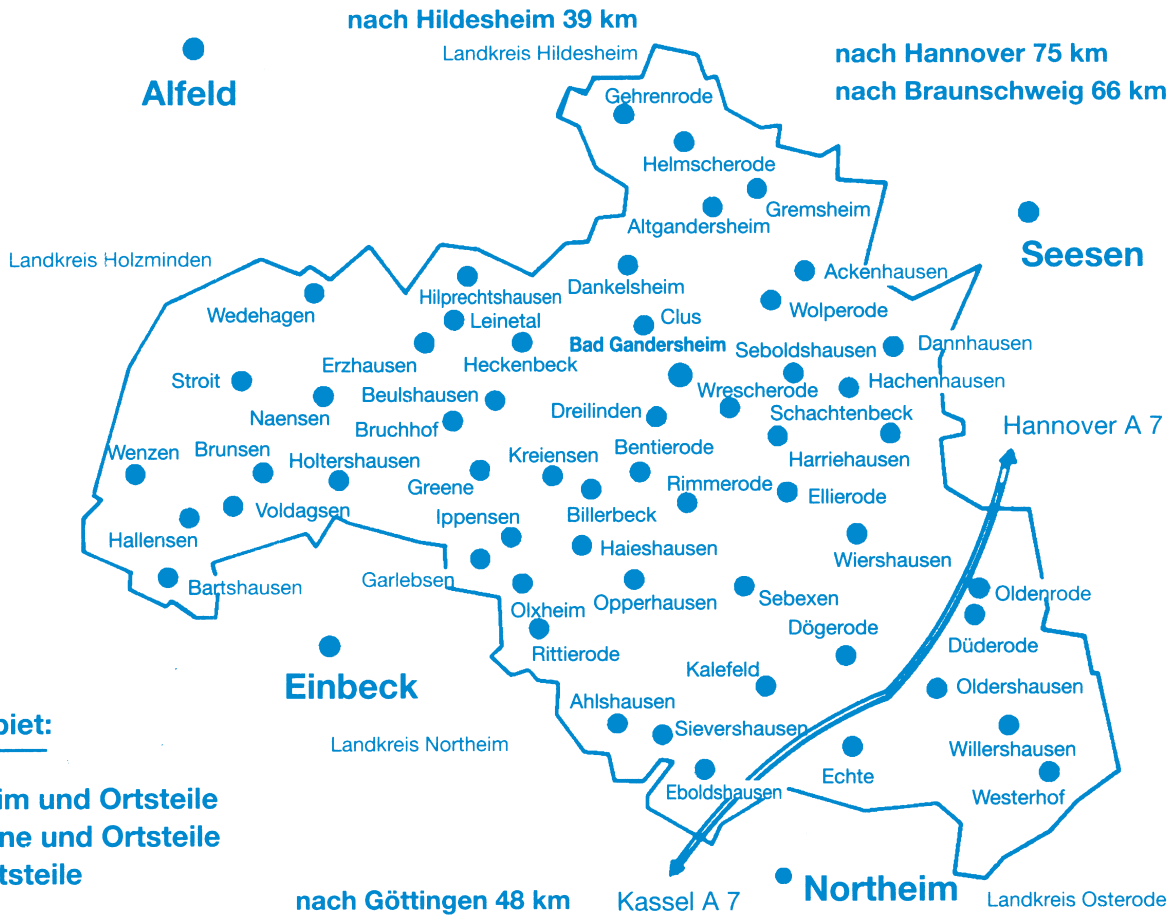 nach Hildesheim 39 km
Landkreis Hildesheim
nach Hannover 75 km
Alfeld
nach Braunschweig 66 km
Gehrenrode
Helmscherode
Gremsheim
Altgandersheim
Seesen
Landkreis Holzminden
Ackenhausen
Dankelsheim
Hilprechtshausen
Wolperode
Wedehagen
Leinetal
Clus
Bad Gandersheim
Seboldshausen
Dannhausen
Erzhausen
Heckenbeck
Stroit
Hachenhausen
Beulshausen
Wrescherode
Naensen
Dreilinden
Schachtenbeck
Bruchhof
Hannover A 7
Wenzen
Brunsen
Holtershausen
Kreiensen
Bentierode
Harriehausen
Greene
Rimmerode
Ellierode
Voldagsen
Ippensen
Billerbeck
Hallensen
Haieshausen
Wiershausen
Garlebsen
Bartshausen
Oldenrode
Olxheim
Opperhausen
Sebexen
Dögerode
Düderode
Rittierode
Kalefeld
Einbeck
Oldershausen
Ahlshausen
biet:
Sievershausen
Landkreis Northeim
Willershausen
Echte
Eboldshausen
Westerhof
im und Ortsteile
ne und Ortsteile
tsteile
nach Göttingen 48 km
Kassel A 7
Northeim
Landkreis Osterode